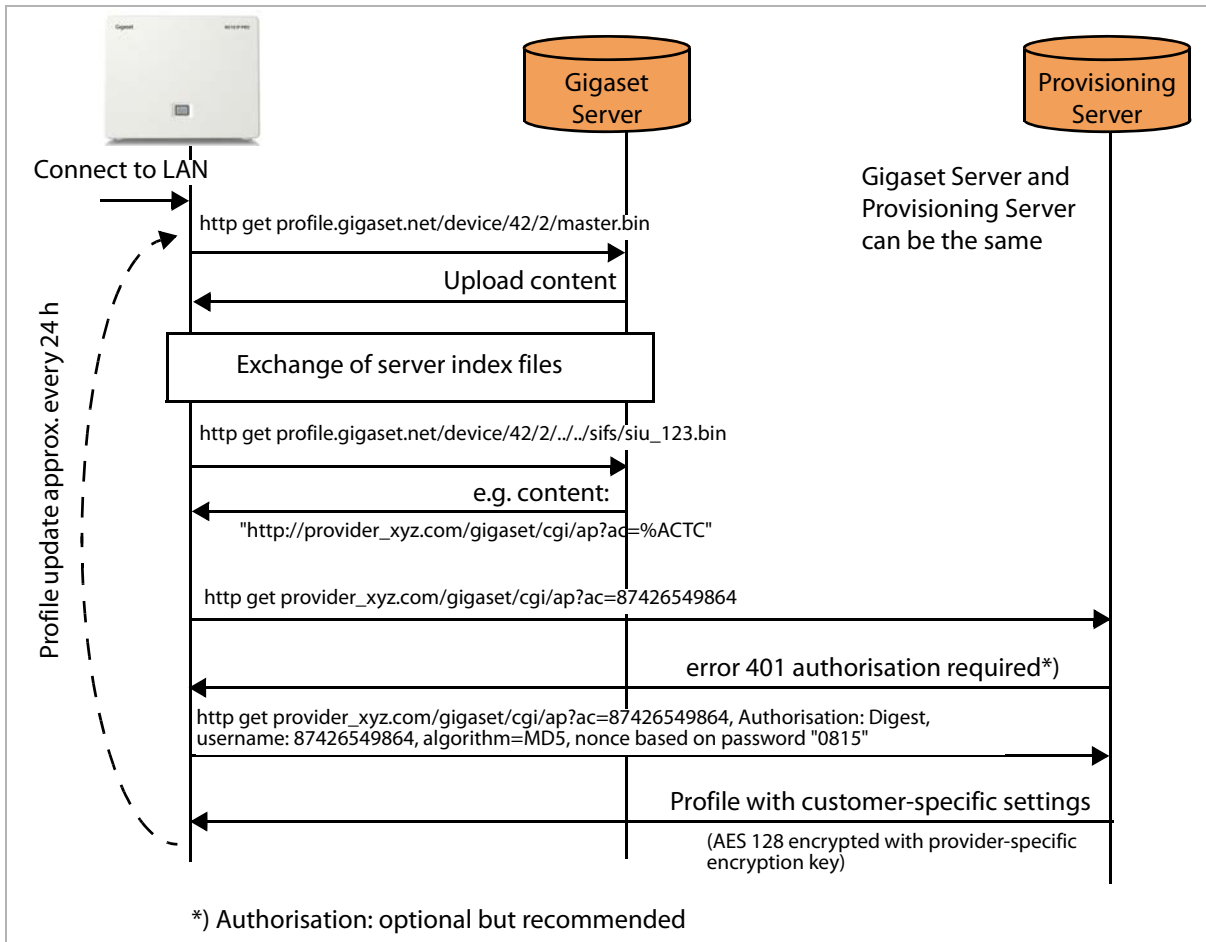 Gigaset
Gigaset
Server
Provisioning
Server
Connect to LAN
Gigaset Server and
Provisioning Server
can be the same
http get profile.gigaset.net/device/42/2/master.bin
Upload content
Exchange of server index files
http get profile.gigaset.net/device/42/2/../../sifs/siu_123.bin
e.g. content:
"http://provider_xyz.com/gigaset/cgi/ap?ac=%ACTC"
Profile update approx. every 24 h
http get provider_xyz.com/gigaset/cgi/ap?ac=87426549864
error 401 authorisation required*)
http get provider_xyz.com/gigaset/cgi/ap?ac=87426549864, Authorisation: Digest,
username: 87426549864, algorithm=MD5, nonce based on password "0815"
Profile with customer-specific settings
(AES 128 encrypted with provider-specific
encryption key)
*) Authorisation: optional but recommended